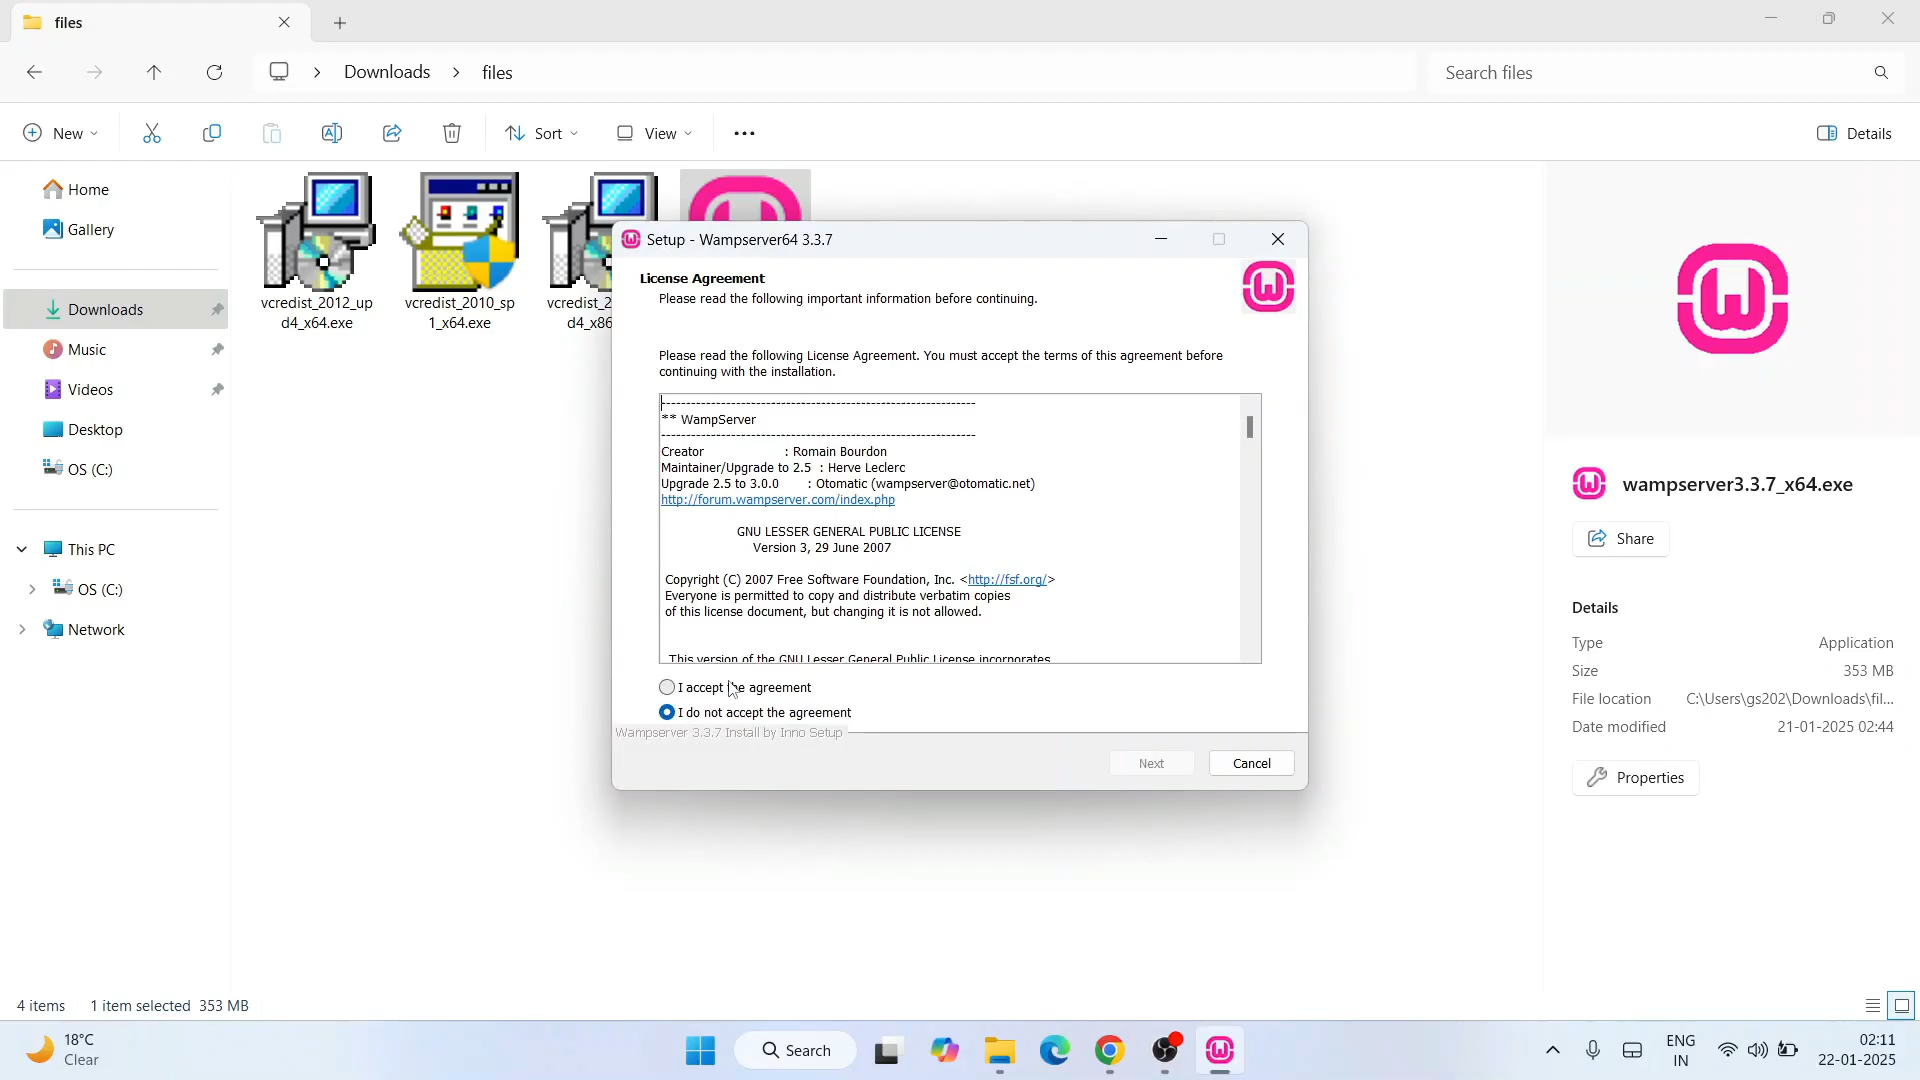 files
Downloads > files
Search files
New
Sort
View
Details
Home
Gallery
Downloads
Music
Videos
Desktop
OS (C:)
This PC
OS (C:)
Network
vcredist_2012_up
d4_x64.exe
vcredist_2010_sp
1_x64.exe
vcredist_2
d4_x86
Setup - Wampserver64 3.3.7
License Agreement
Please read the following important information before continuing.
Please read the following License Agreement. You must accept the terms of this agreement before
continuing with the installation.
--------------------------------------------------------------
** WampServer
--------------------------------------------------------------
Creator : Romain Bourdon
Maintainer/Upgrade to 2.5 : Herve Leclerc
Upgrade 2.5 to 3.0.0 : Otomatic (wampserver@otomatic.net)
http://forum.wampserver.com/index.php
GNU LESSER GENERAL PUBLIC LICENSE
Version 3, 29 June 2007
Copyright (C) 2007 Free Software Foundation, Inc. <http://fsf.org/>
Everyone is permitted to copy and distribute verbatim copies
of this license document, but changing it is not allowed.
This version of the GNU Lesser General Public License incorporates
I accept the agreement
I do not accept the agreement
Wampserver 3.3.7 Install by Inno Setup
Next
Cancel
wampserver3.3.7_x64.exe
Share
Details
Type Application
Size 353 MB
File location C:\Users\gs202\Downloads\fil...
Date modified 21-01-2025 02:44
Properties
4 items 1 item selected 353 MB
18°C
Clear
Search
ENG
IN
02:11
22-01-2025